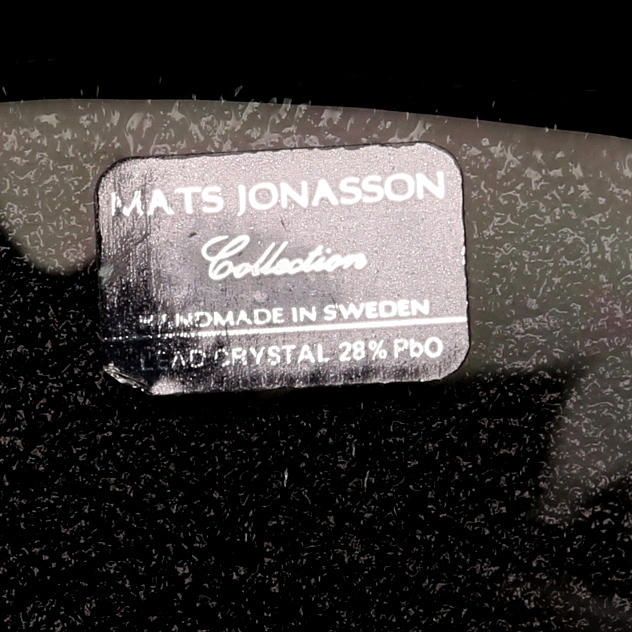 MATS JONASSON
Collection
HANDMADE IN SWEDEN
LEAD CRYSTAL 28% PbO